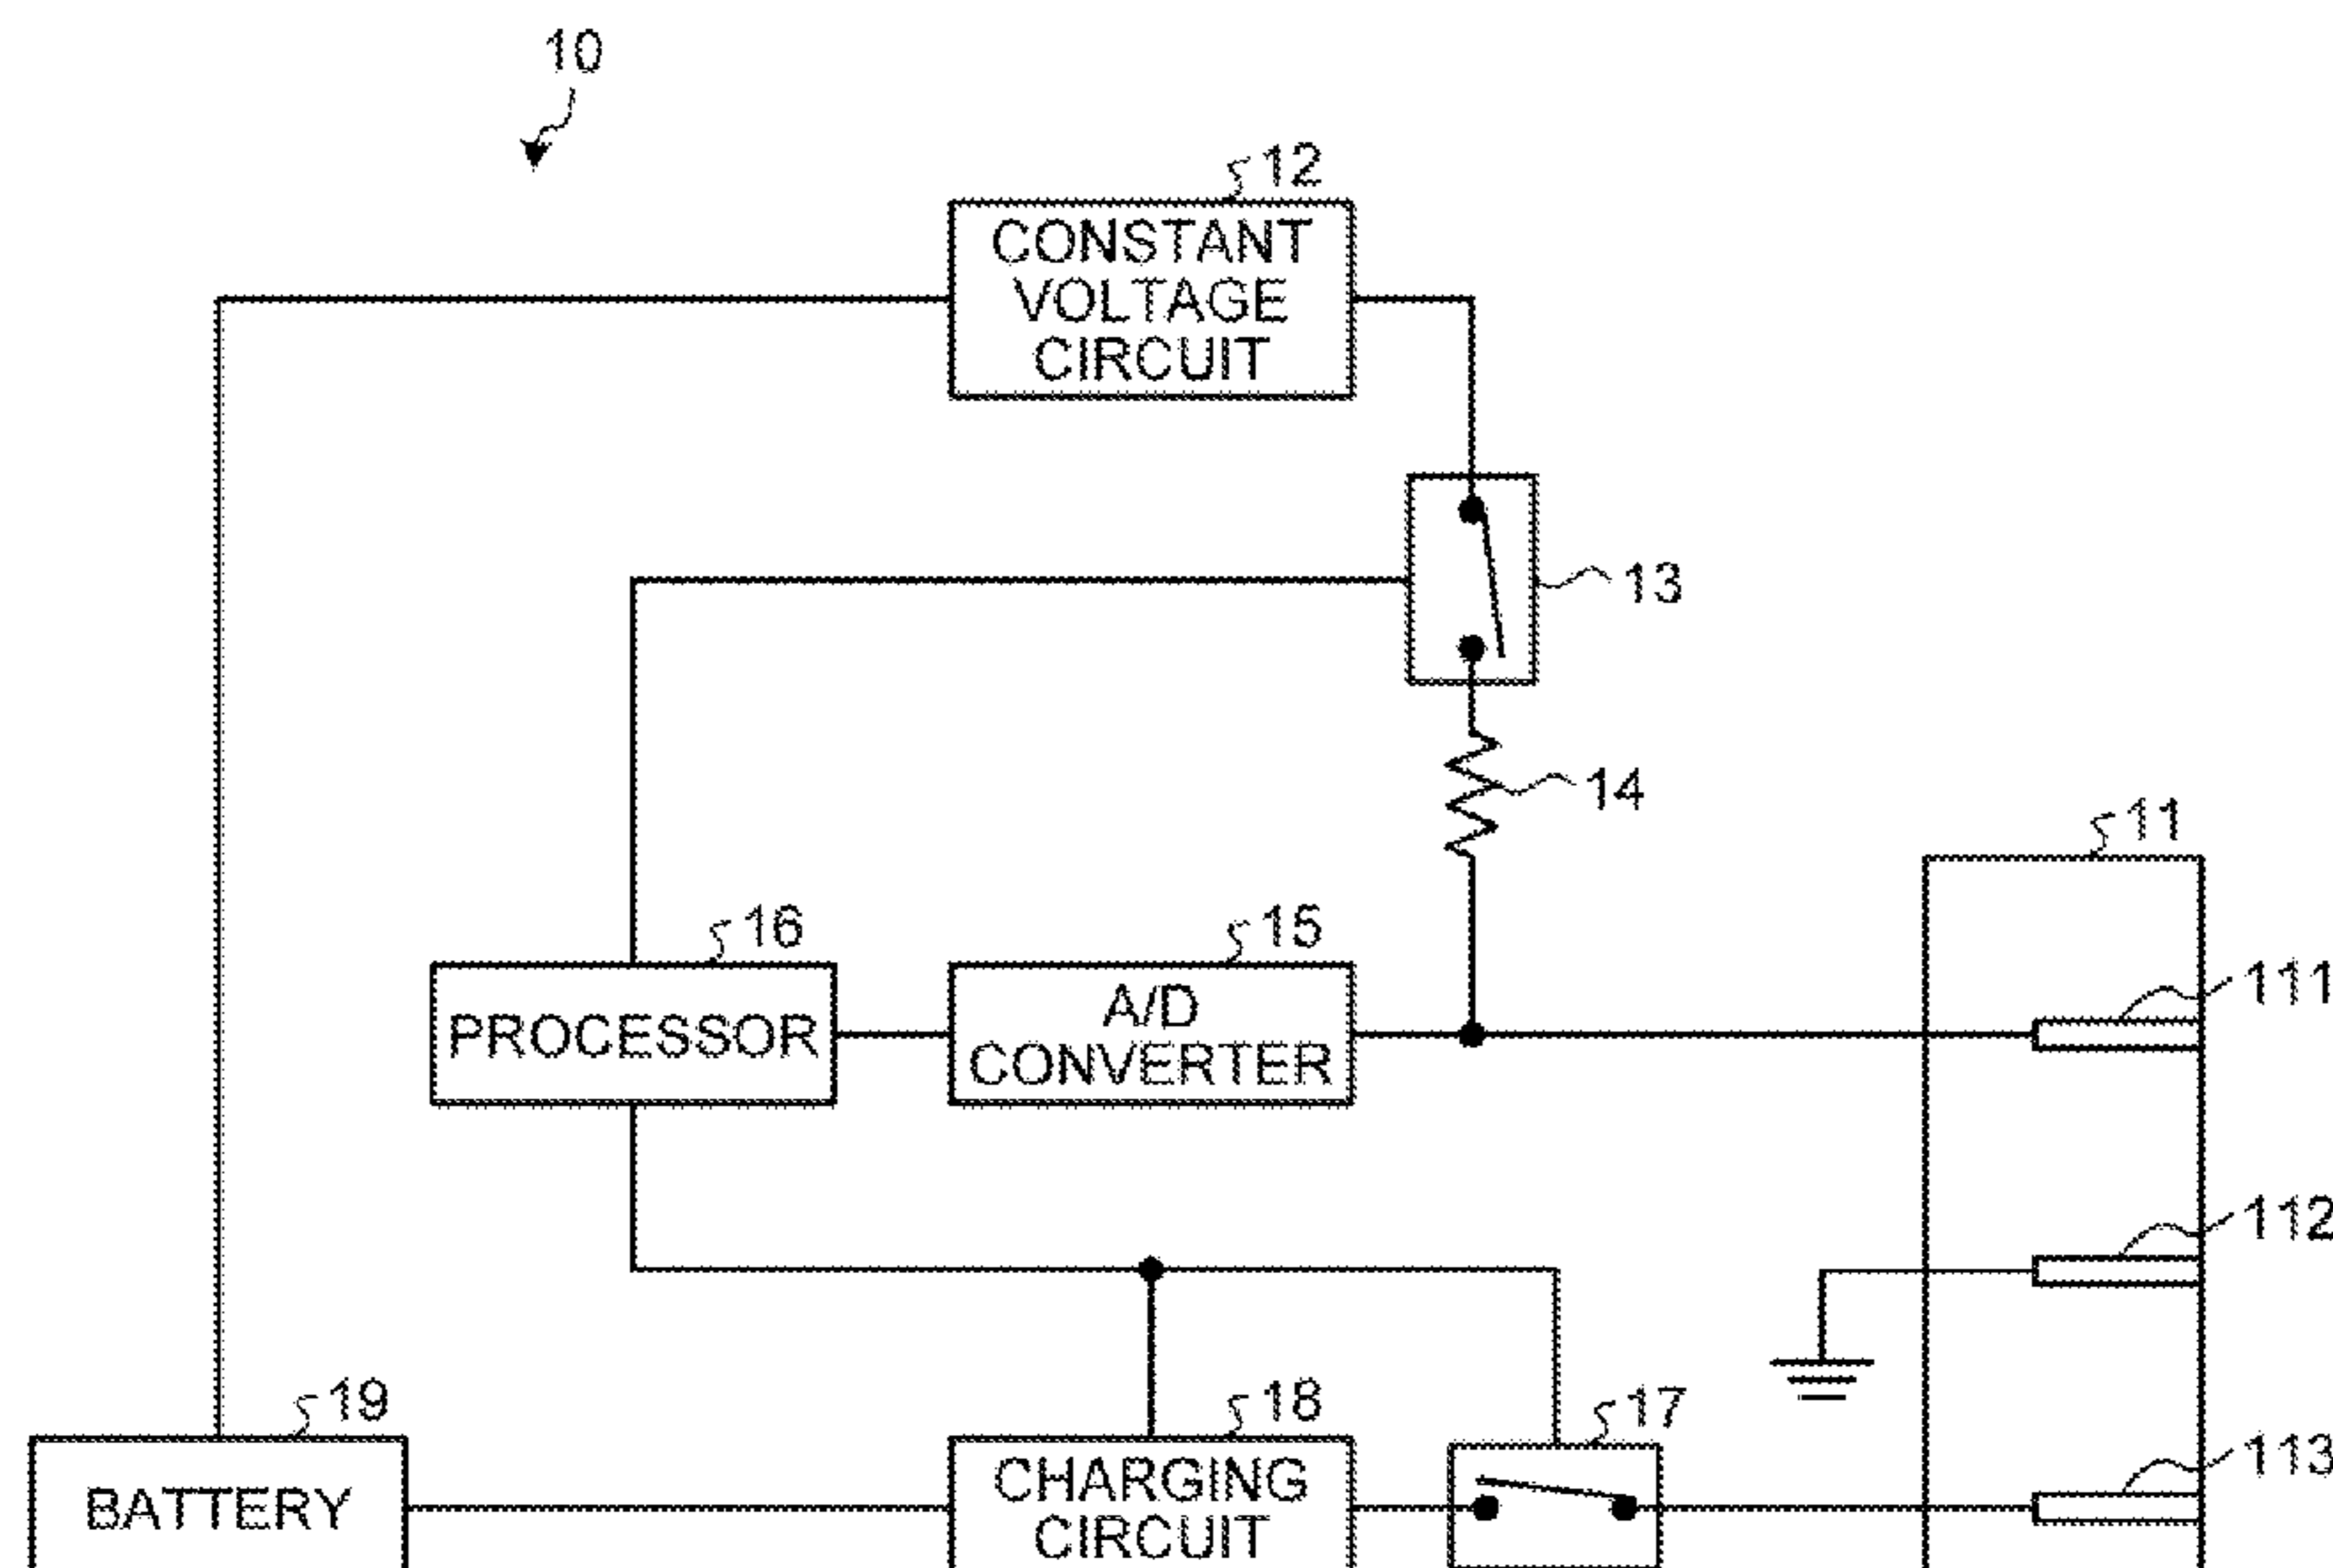 10
12
CONSTANT
VOLTAGE
CIRCUIT
13
14
11
16
15
111
PROCESSOR
A/D
CONVERTER
112
19
18
17
113
BATTERY
CHARGING
CIRCUIT